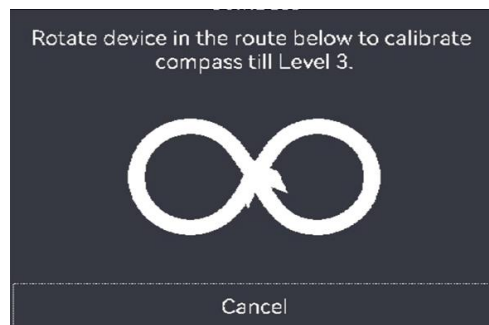 Rotate device in the route below to calibrate
compass till Level 3.
Cancel